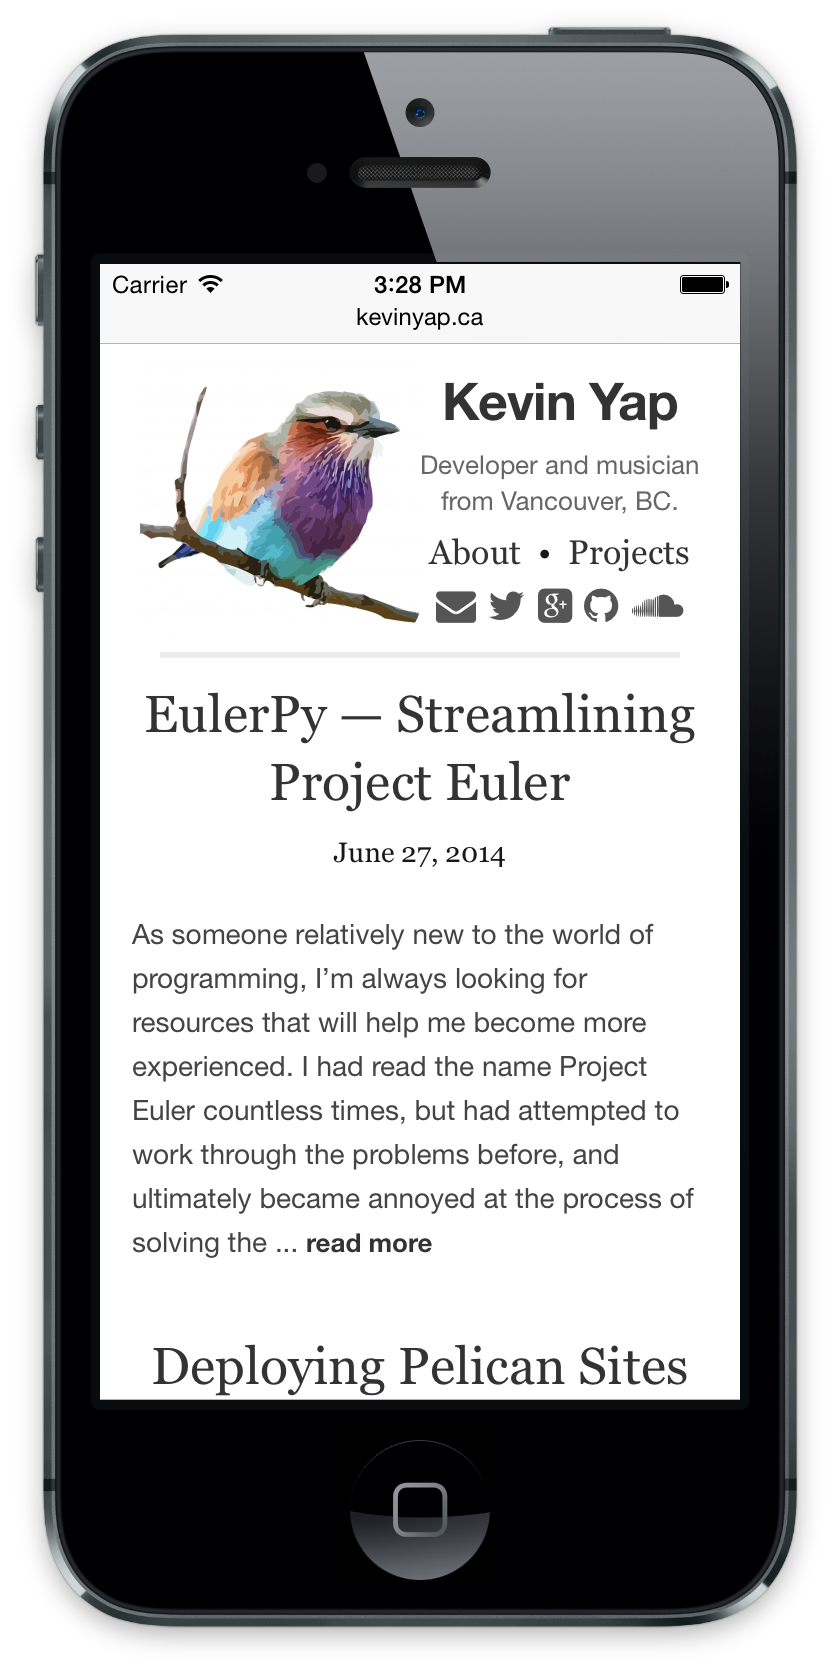 Carrier 3:28 PM
kevinyap.ca
Kevin Yap
Developer and musician
from Vancouver, BC.
About • Projects
g+
EulerPy — Streamlining
Project Euler
June 27, 2014
As someone relatively new to the world of
programming, I’m always looking for
resources that will help me become more
experienced. I had read the name Project
Euler countless times, but had attempted to
work through the problems before, and
ultimately became annoyed at the process of
solving the ... read more
Deploying Pelican Sites